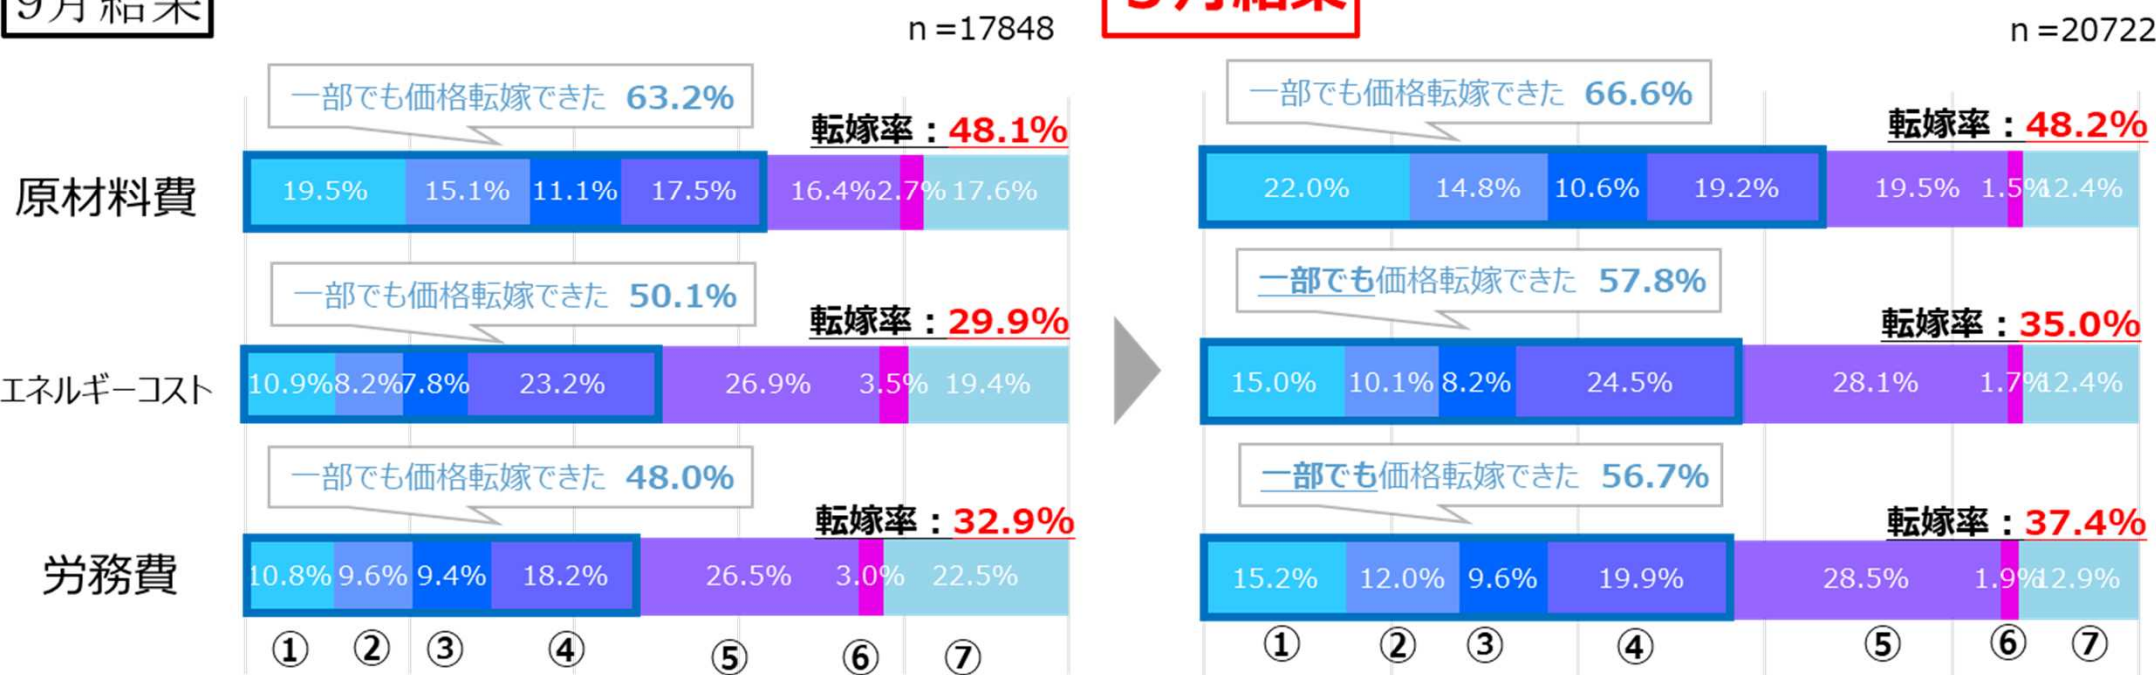 9月結果
n=17848
一部でも価格転嫁できた 63.2%
転嫁率：48.1%
原材料費
19.5% 15.1% 11.1% 17.5% 16.4% 2.7% 17.6%
一部でも価格転嫁できた 50.1%
転嫁率：29.9%
エネルギーコスト
10.9% 8.2% 7.8% 23.2% 26.9% 3.5% 19.4%
一部でも価格転嫁できた 48.0%
転嫁率：32.9%
労務費
10.8% 9.6% 9.4% 18.2% 26.5% 3.0% 22.5%
① ② ③ ④ ⑤ ⑥ ⑦
月結果
n=20722
一部でも価格転嫁できた 66.6%
転嫁率：48.2%
22.0% 14.8% 10.6% 19.2% 19.5% 1.5% 12.4%
一部でも価格転嫁できた 57.8%
転嫁率：35.0%
15.0% 10.1% 8.2% 24.5% 28.1% 1.7% 12.4%
一部でも価格転嫁できた 56.7%
転嫁率：37.4%
15.2% 12.0% 9.6% 19.9% 28.5% 1.9% 12.9%
① ② ③ ④ ⑤ ⑥ ⑦